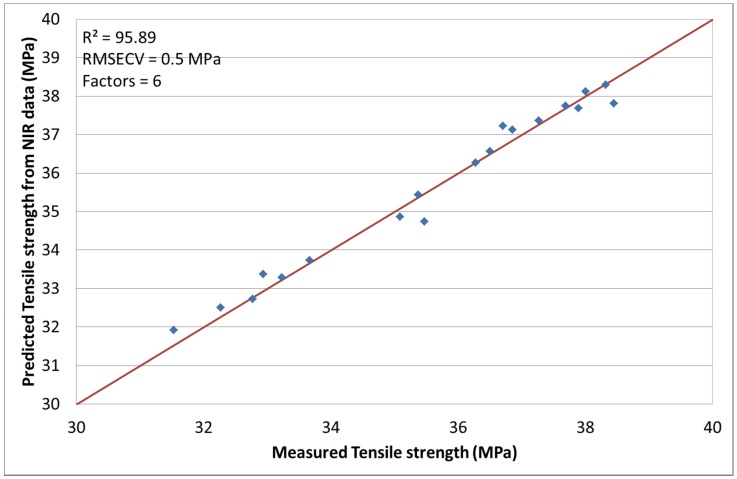 R² = 95.89
RMSECV = 0.5 MPa
Factors = 6
Predicted Tensile strength from NIR data (MPa)
40
39
38
37
36
35
34
33
32
31
30
30 32 34 36 38 40
Measured Tensile strength (MPa)